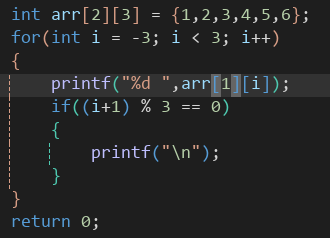 int arr[2][3] = {1,2,3,4,5,6};
for(int i = -3; i < 3; i++)
{
    printf("%d ",arr[1][i]);
    if((i+1) % 3 == 0)
    {
        printf("\n");
    }
}
return 0;